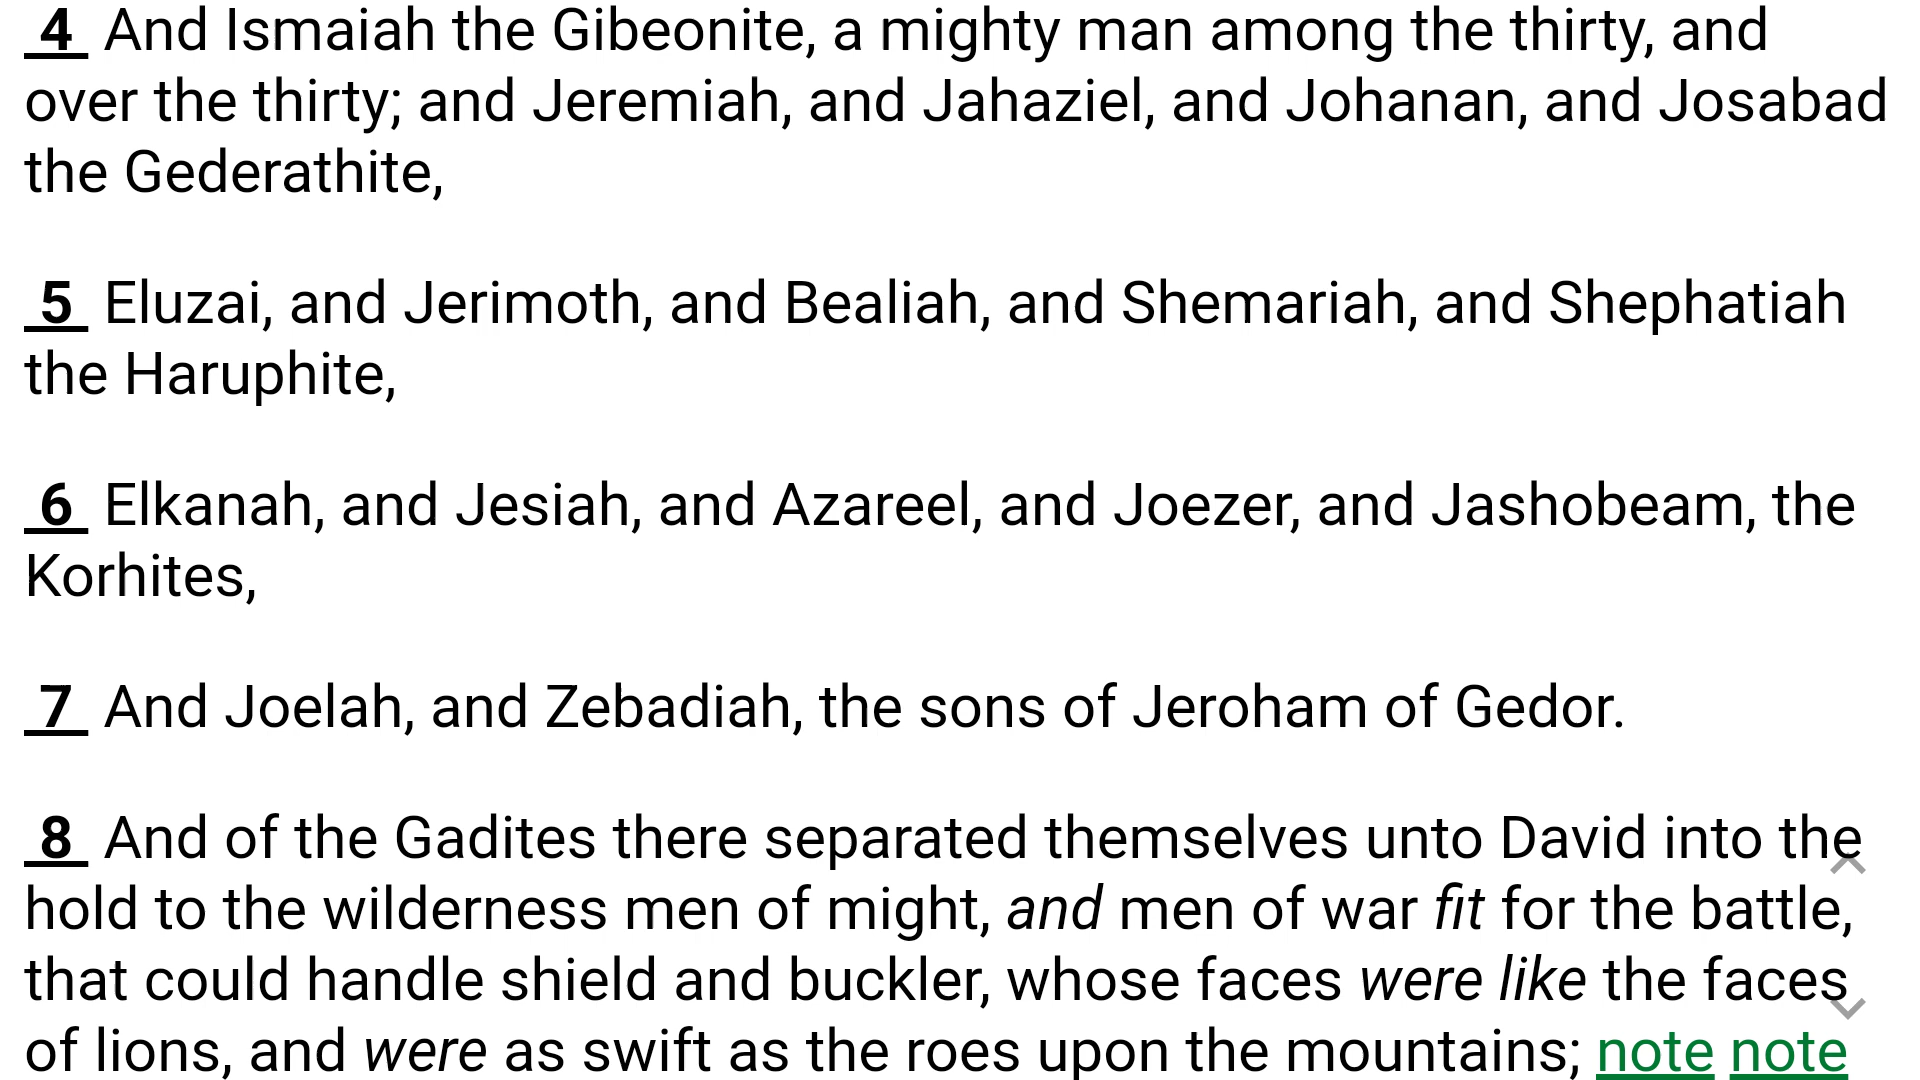 4 And Ismaiah the Gibeonite, a mighty man among the thirty, and
over the thirty; and Jeremiah, and Jahaziel, and Johanan, and Josabad
the Gederathite,
5 Eluzai, and Jerimoth, and Bealiah, and Shemariah, and Shephatiah
the Haruphite,
6 Elkanah, and Jesiah, and Azareel, and Joezer, and Jashobeam, the
Korhites,
7 And Joelah, and Zebadiah, the sons of Jeroham of Gedor.
8 And of the Gadites there separated themselves unto David into the
hold to the wilderness men of might, and men of war fit for the battle,
that could handle shield and buckler, whose faces were like the faces
of lions, and were as swift as the roes upon the mountains; note note